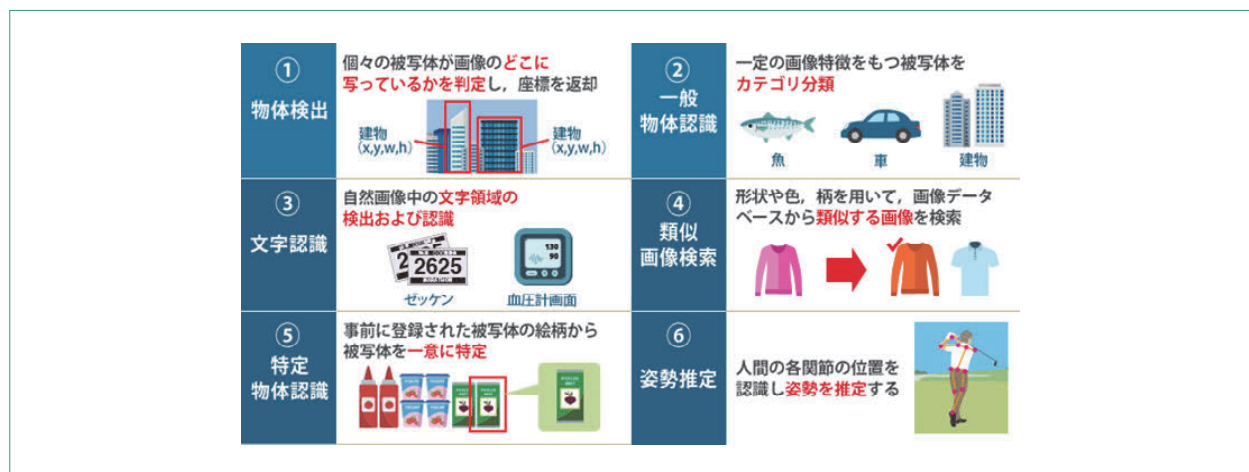 ①
物体検出
個々の被写体が画像のどこに
写っているかを判定し，座標を返却
建物
(x,y,w,h)
建物
(x,y,w,h)
②
一般
物体認識
一定の画像特徴をもつ被写体を
カテゴリ分類
魚
車
建物
③
文字認識
自然画像中の文字領域の
検出および認識
2
2625
ゼッケン
130
90
血圧計画面
④
類似
画像検索
形状や色，柄を用いて，画像データ
ベースから類似する画像を検索
⑤
特定
物体認識
事前に登録された被写体の絵柄から
被写体を一意に特定
⑥
姿勢推定
人間の各関節の位置を
認識し姿勢を推定する